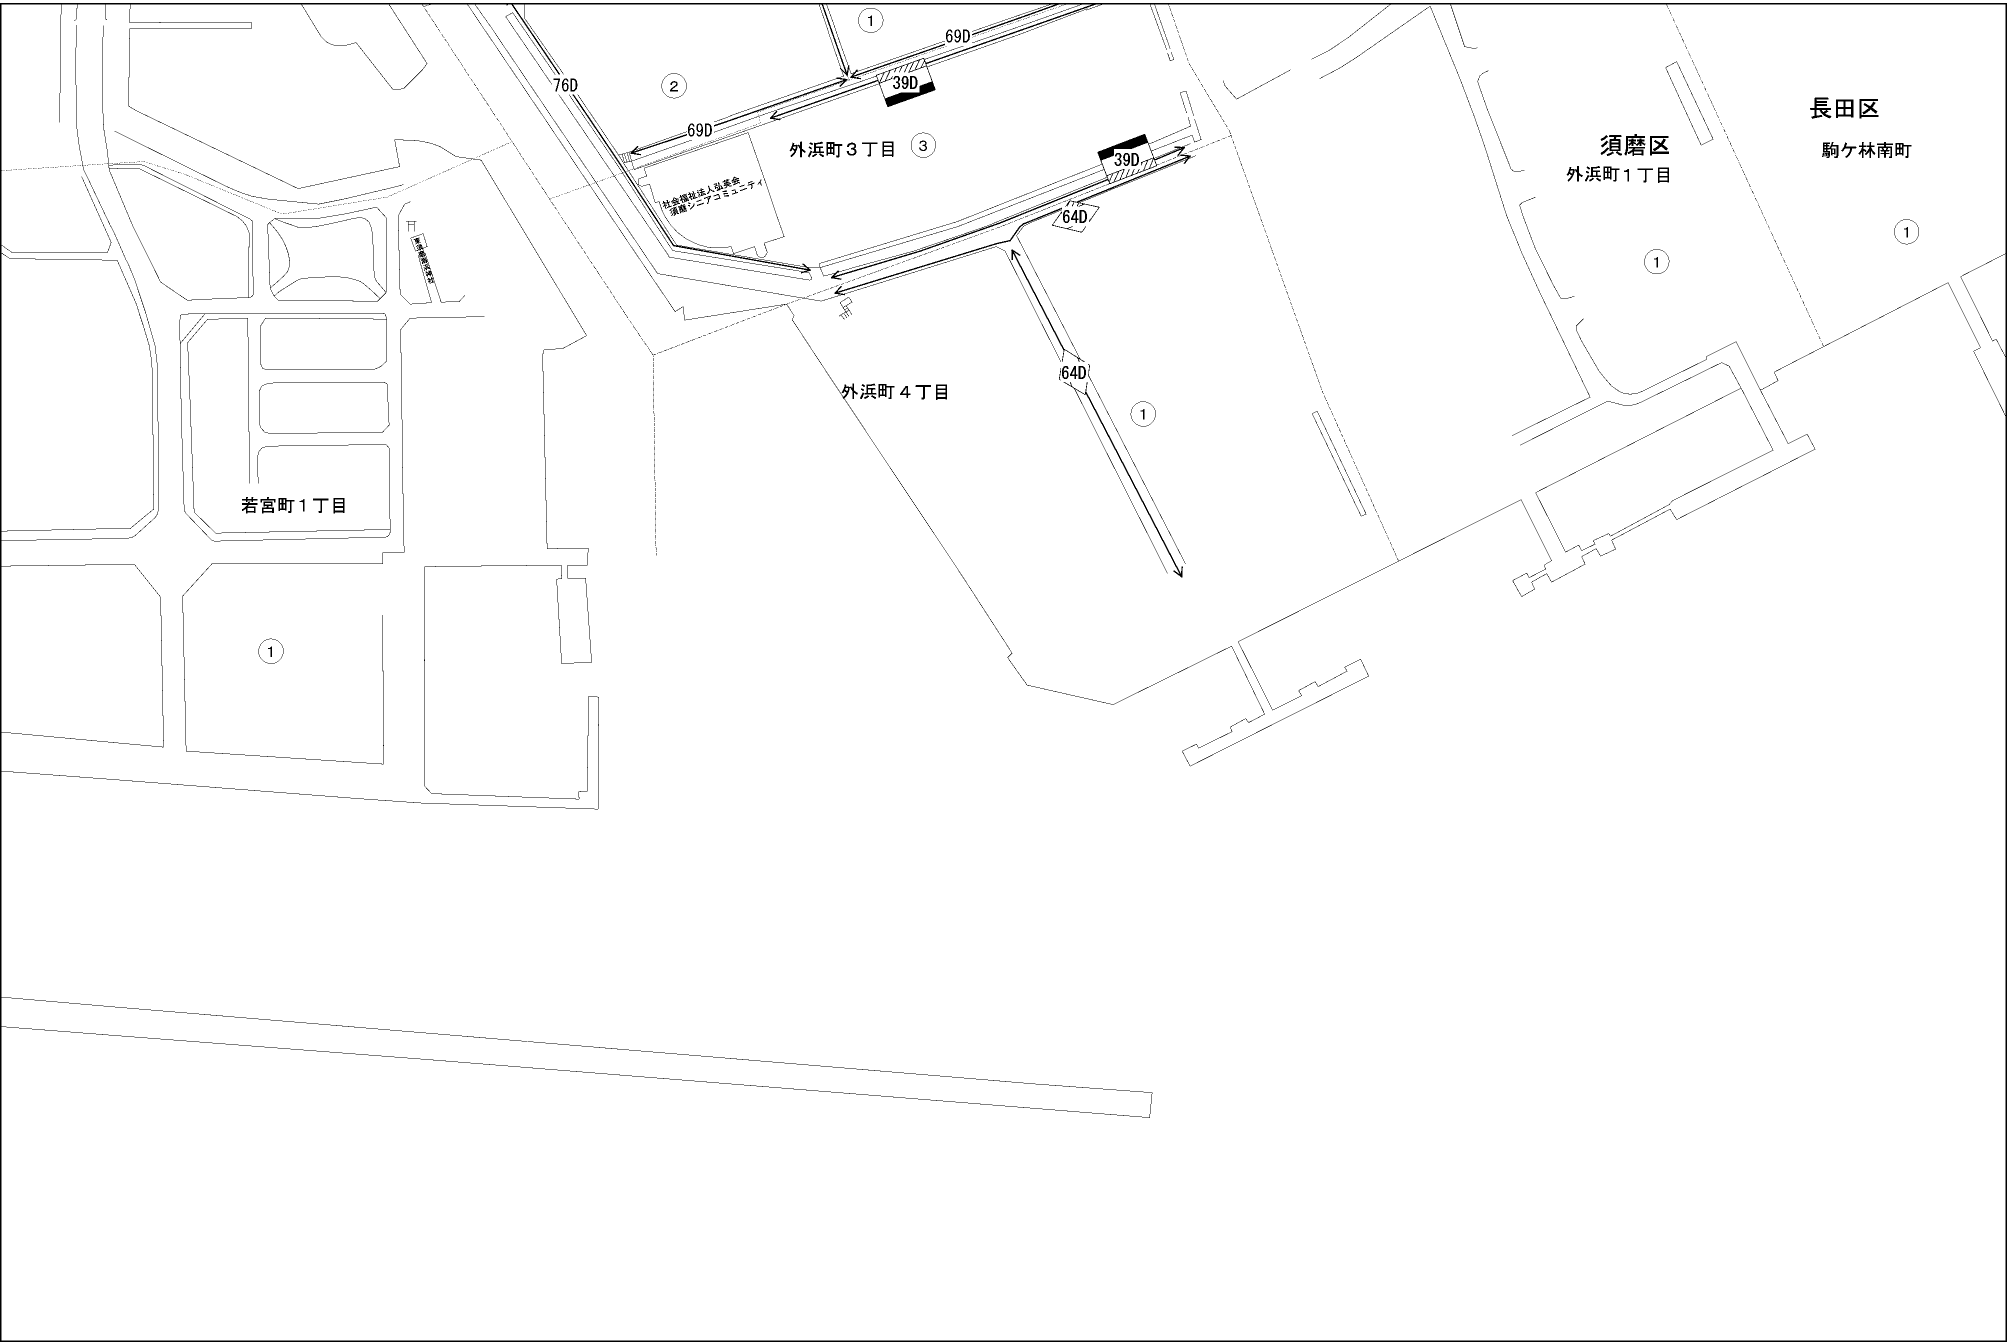 ①
69D
76D
②
39D
長田区
69D
外浜町３丁目
③
須磨区
駒ケ林南町
39D
外浜町１丁目
社会福祉法人弘英会
須磨シニアコミュニティ
64D
①
①
64D
外浜町４丁目
①
若宮町１丁目
①